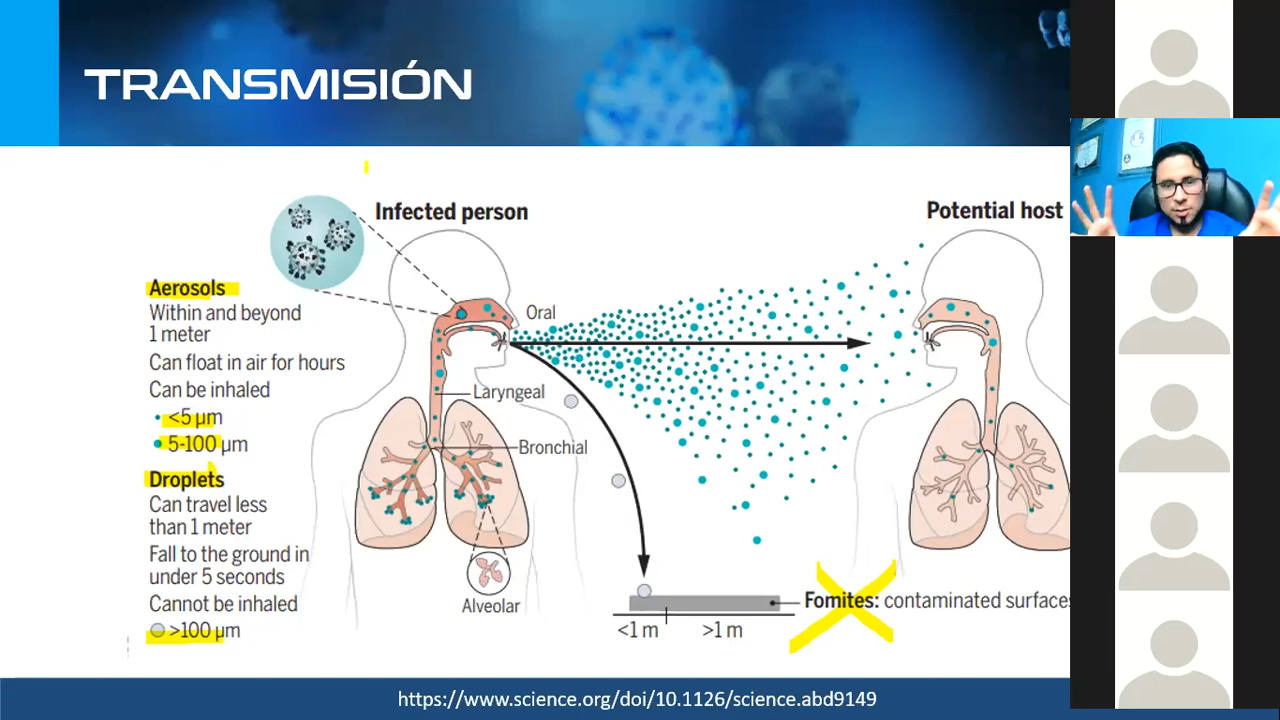 TRANSMISIÓN
Infected person
Potential host
Aerosols
Within and beyond
1 meter
Can float in air for hours
Can be inhaled
<5 µm
5-100 µm
Droplets
Can travel less
than 1 meter
Fall to the ground in
under 5 seconds
Cannot be inhaled
>100 µm
Oral
Laryngeal
Bronchial
Alveolar
<1 m
>1 m
Fomites: contaminated surfaces
https://www.science.org/doi/10.1126/science.abd9149